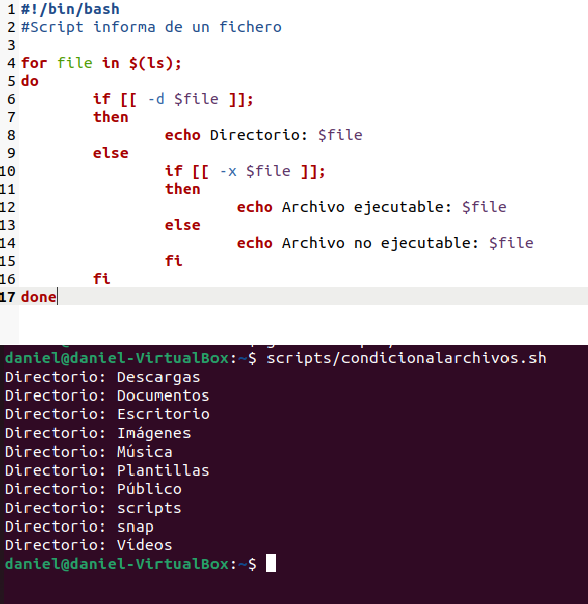 1 #!/bin/bash
2 #Script informa de un fichero
3
4 for file in $(ls);
5 do
6 if [[ -d $file ]];
7 then
8 echo Directorio: $file
9 else
10 if [[ -x $file ]];
11 then
12 echo Archivo ejecutable: $file
13 else
14 echo Archivo no ejecutable: $file
15 fi
16 fi
17 done
daniel@daniel-VirtualBox:~$ scripts/condicionalarchivos.sh
Directorio: Descargas
Directorio: Documentos
Directorio: Escritorio
Directorio: Imágenes
Directorio: Música
Directorio: Plantillas
Directorio: Público
Directorio: scripts
Directorio: snap
Directorio: Vídeos
daniel@daniel-VirtualBox:~$